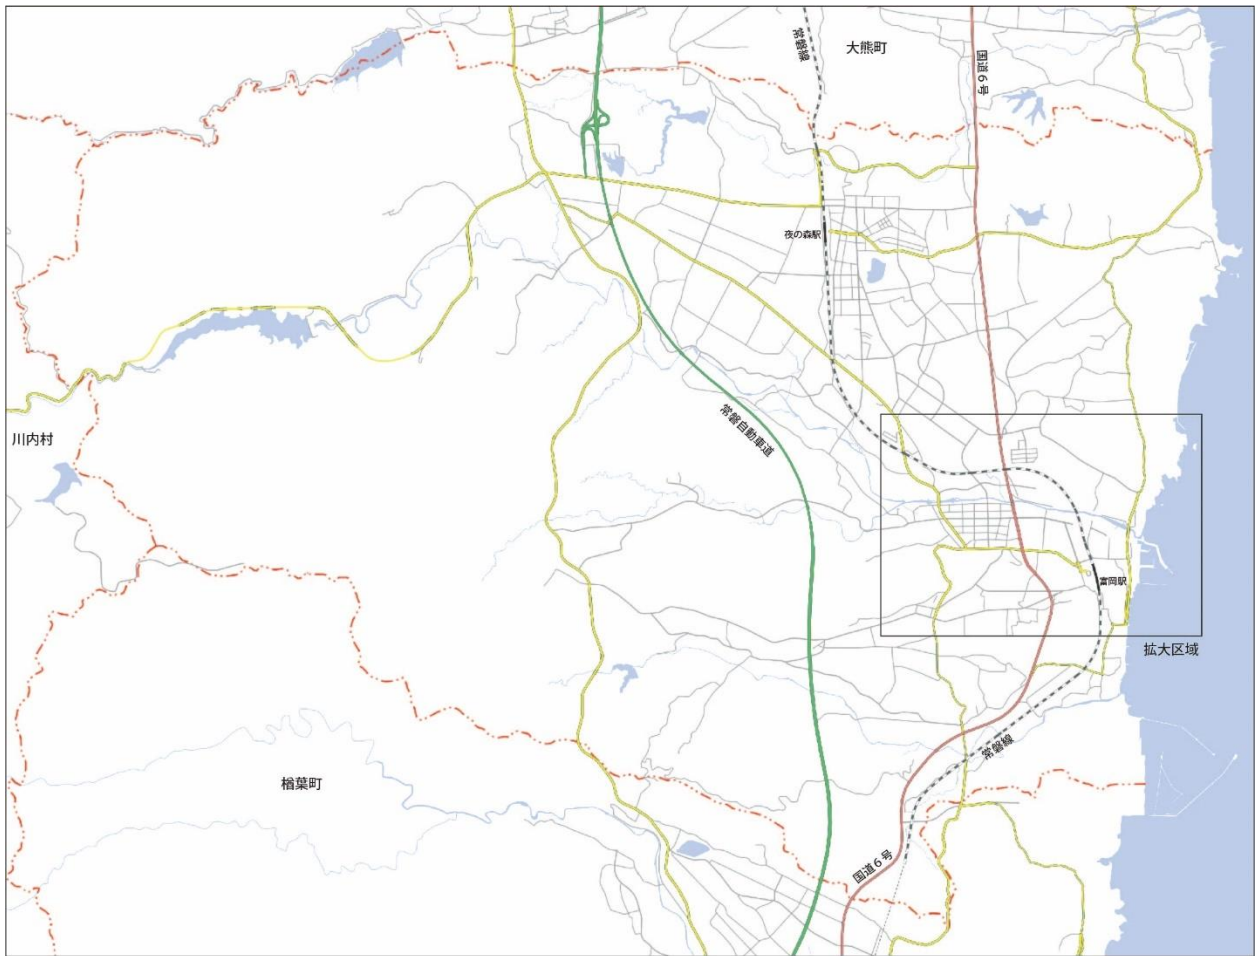 常磐線
大熊町
国道6号
夜の森駅
川内村
常磐自動車道
富岡駅
拡大区域
常磐線
楢葉町
国道6号